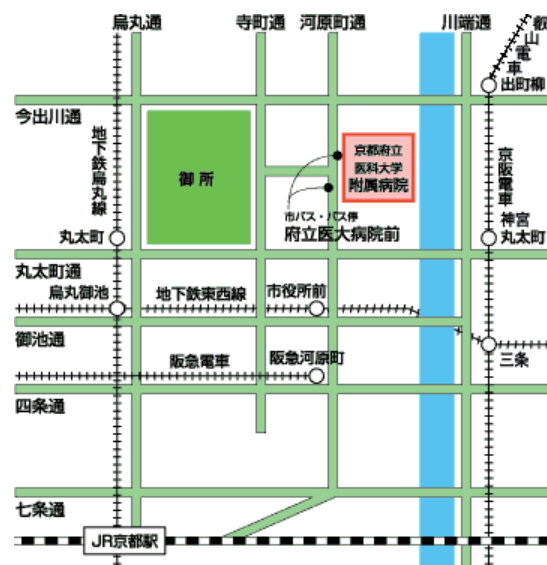 烏丸通
寺町通
河原町通
川端通
叡山電車
出町柳
今出川通
地下鉄烏丸線
御所
京都府立
医科大学
附属病院
京阪電車
市バス・バス停
府立医大病院前
神宮
丸太町
丸太町
丸太町通
烏丸御池
地下鉄東西線
市役所前
御池通
三条
阪急電車
阪急河原町
四条通
七条通
JR京都駅